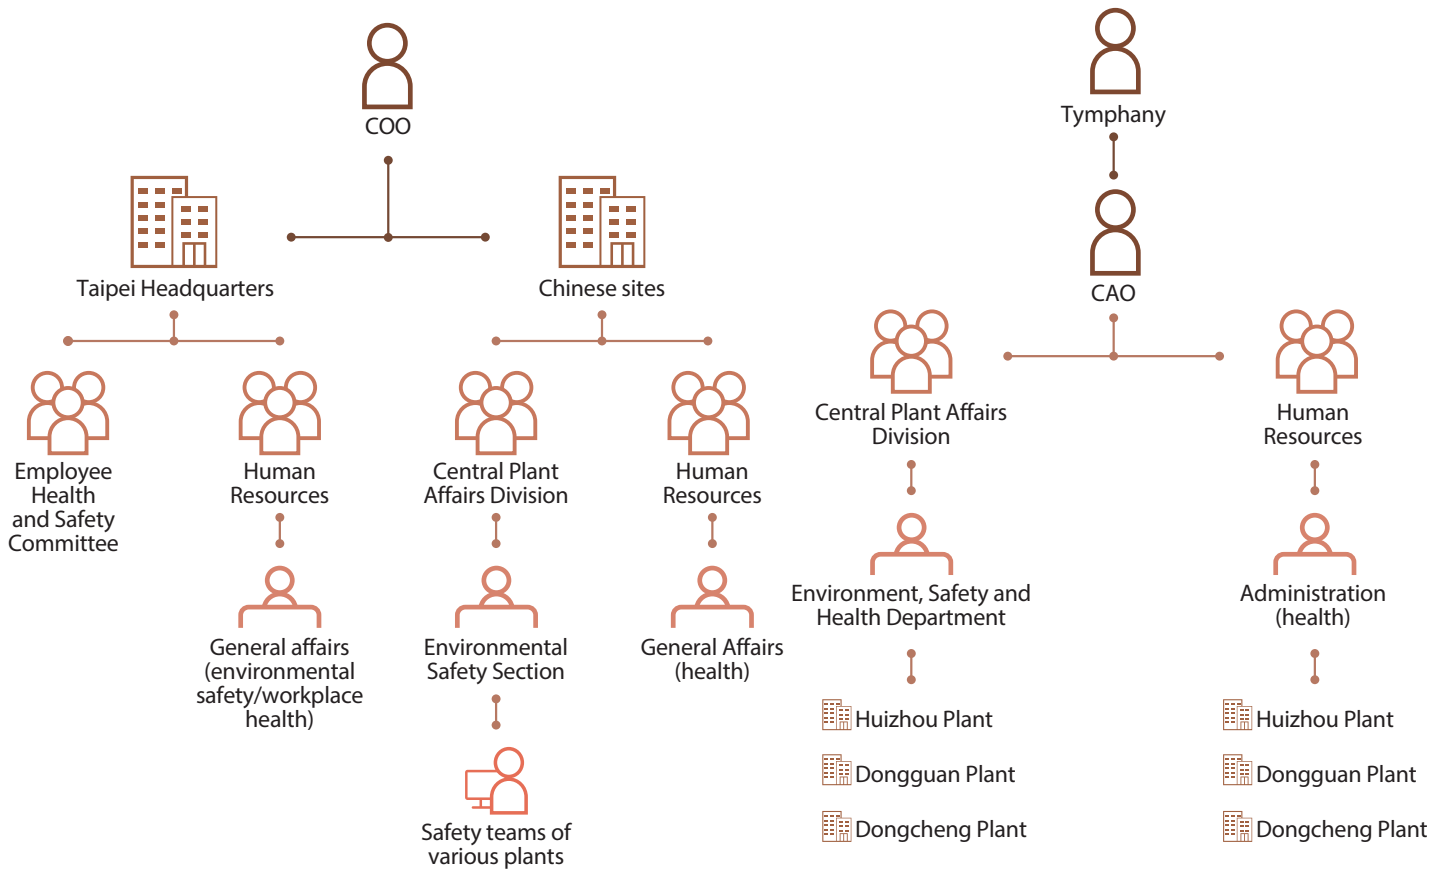 COO
Taipei Headquarters
Chinese sites
Employee
Health
and Safety
Committee
Human
Resources
General affairs
(environmental
safety/workplace
health)
Central Plant
Affairs Division
Environmental
Safety Section
Safety teams of
various plants
Human
Resources
General Affairs
(health)
Tymphany
CAO
Central Plant Affairs
Division
Environment, Safety and
Health Department
Huizhou Plant
Dongguan Plant
Dongcheng Plant
Human
Resources
Administration
(health)
Huizhou Plant
Dongguan Plant
Dongcheng Plant